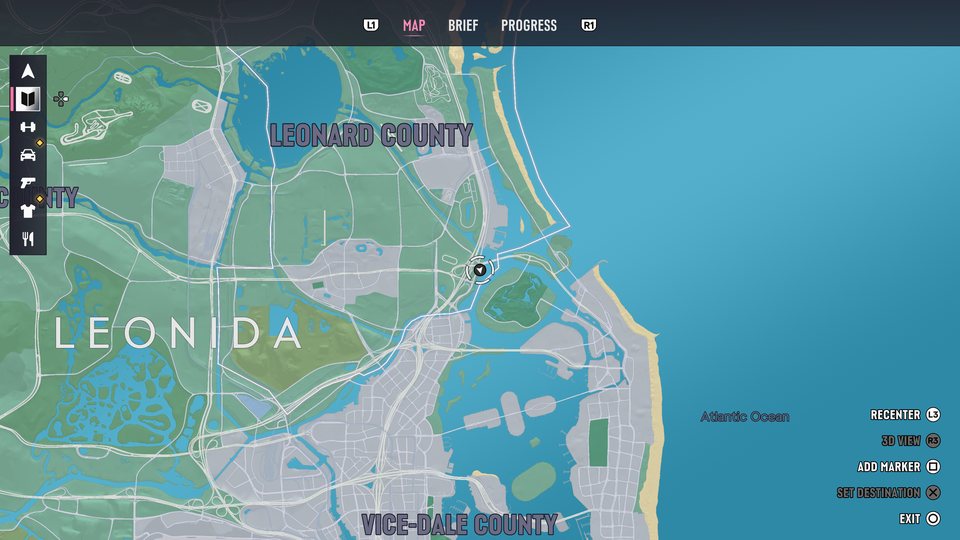 L1 MAP BRIEF PROGRESS R1
LEONARD COUNTY
COUNTY
LEONIDA
Atlantic Ocean
RECENTER L3
3D VIEW R3
ADD MARKER
SET DESTINATION
EXIT
VICE-DALE COUNTY